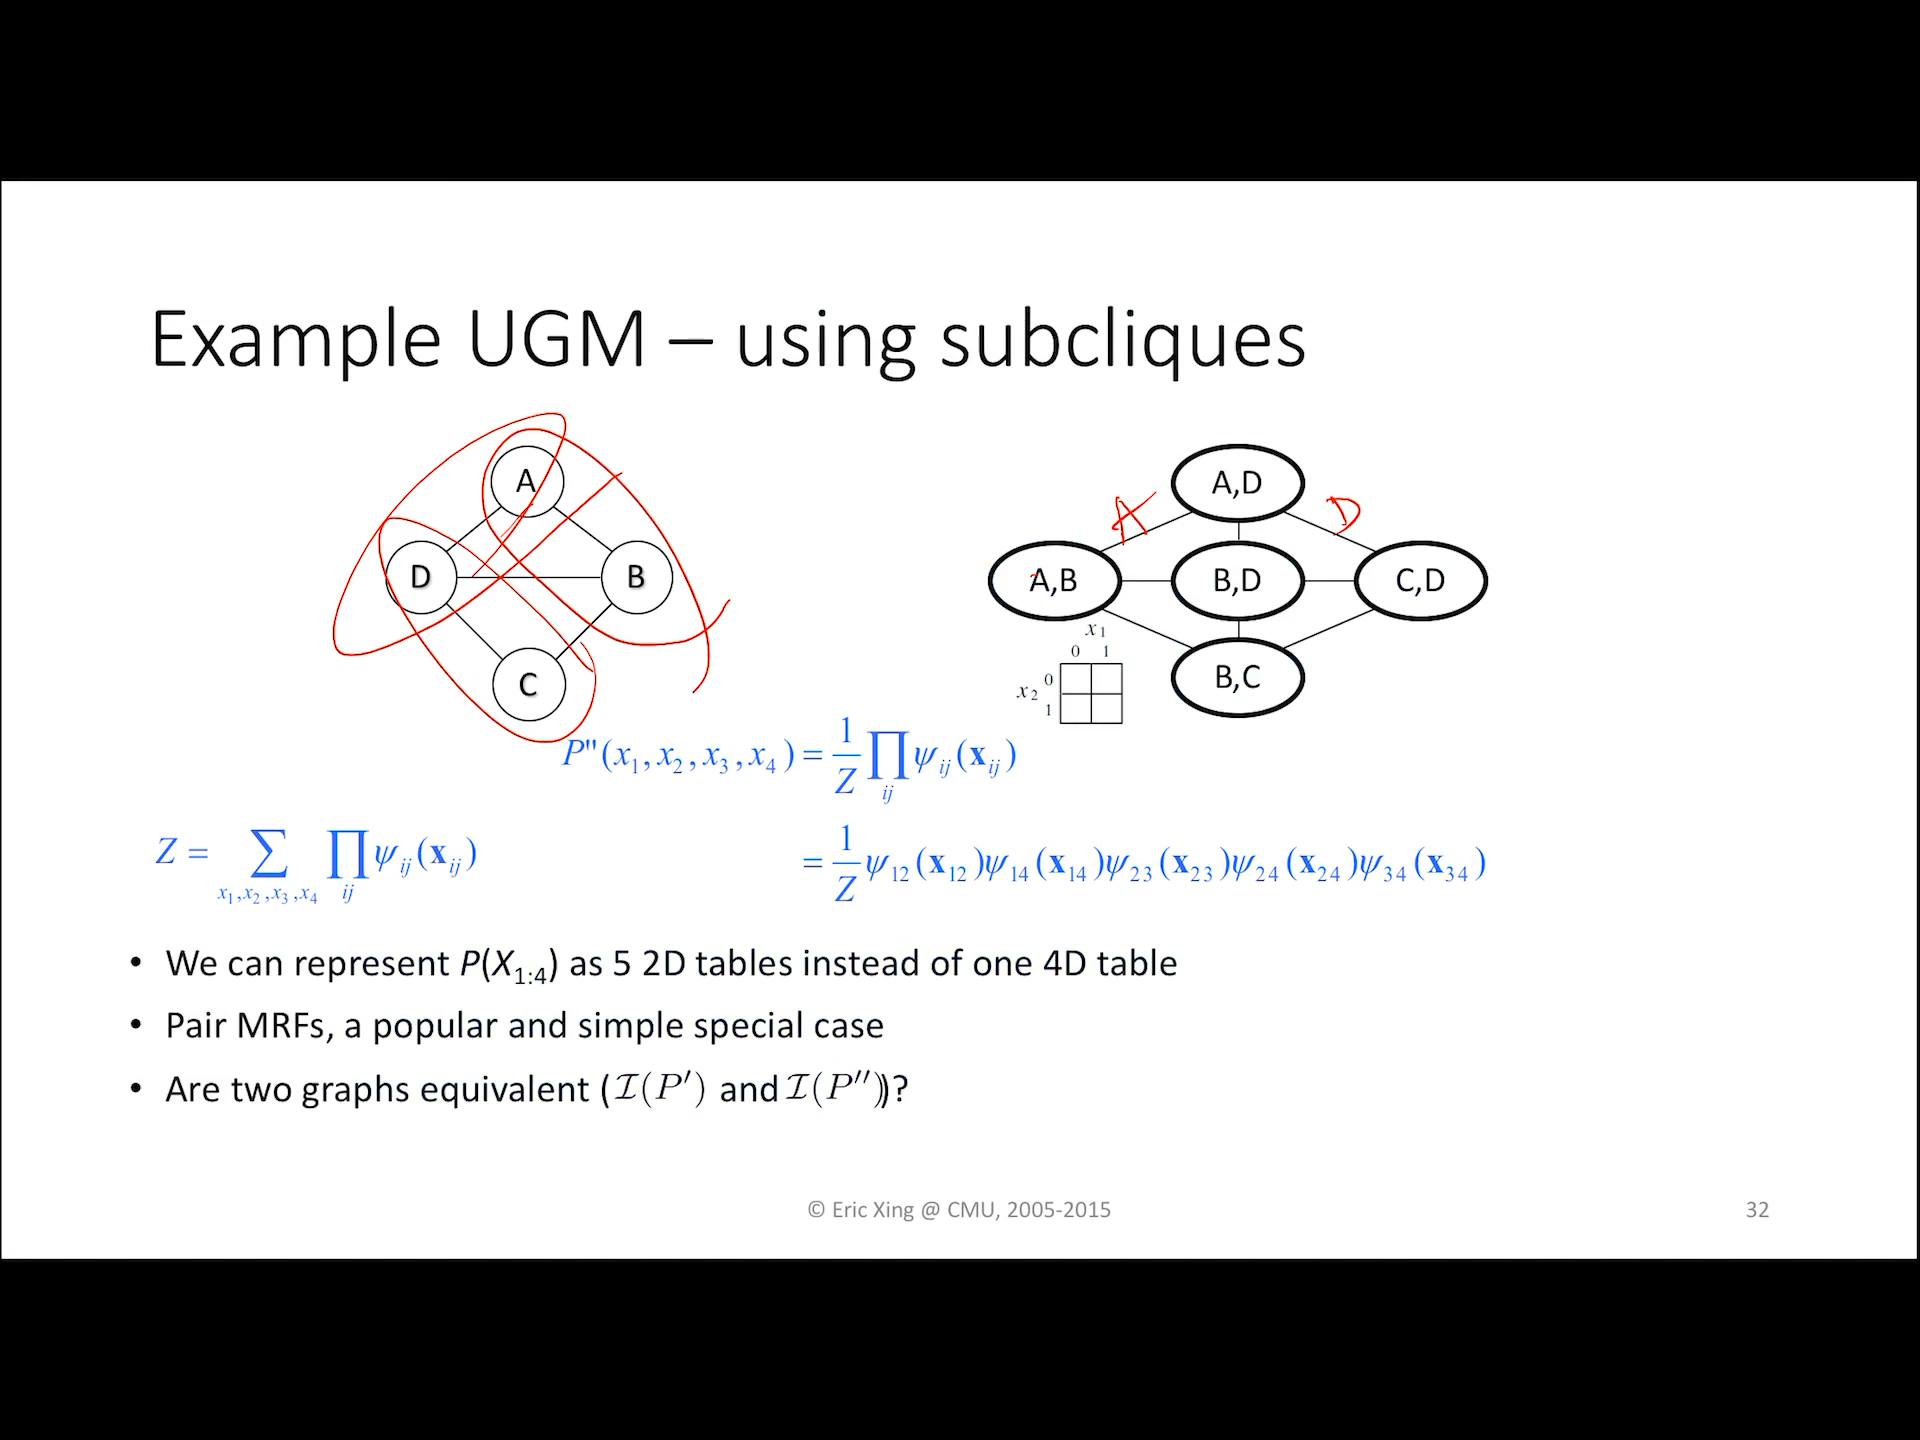 Example UGM – using subcliques
A
D
B
C
A,D
A
D
A,B
B,D
C,D
B,C
x1
0 1
x2 0
1
P"(x1,x2,x3,x4) = 1/Z ∏ij ψij(xij)
Z = ∑x1,x2,x3,x4 ∏ij ψij(xij)
= 1/Z ψ12(x12)ψ14(x14)ψ23(x23)ψ24(x24)ψ34(x34)
• We can represent P(X1:4) as 5 2D tables instead of one 4D table
• Pair MRFs, a popular and simple special case
• Are two graphs equivalent (I(P′) and I(P″))?
© Eric Xing @ CMU, 2005-2015
32